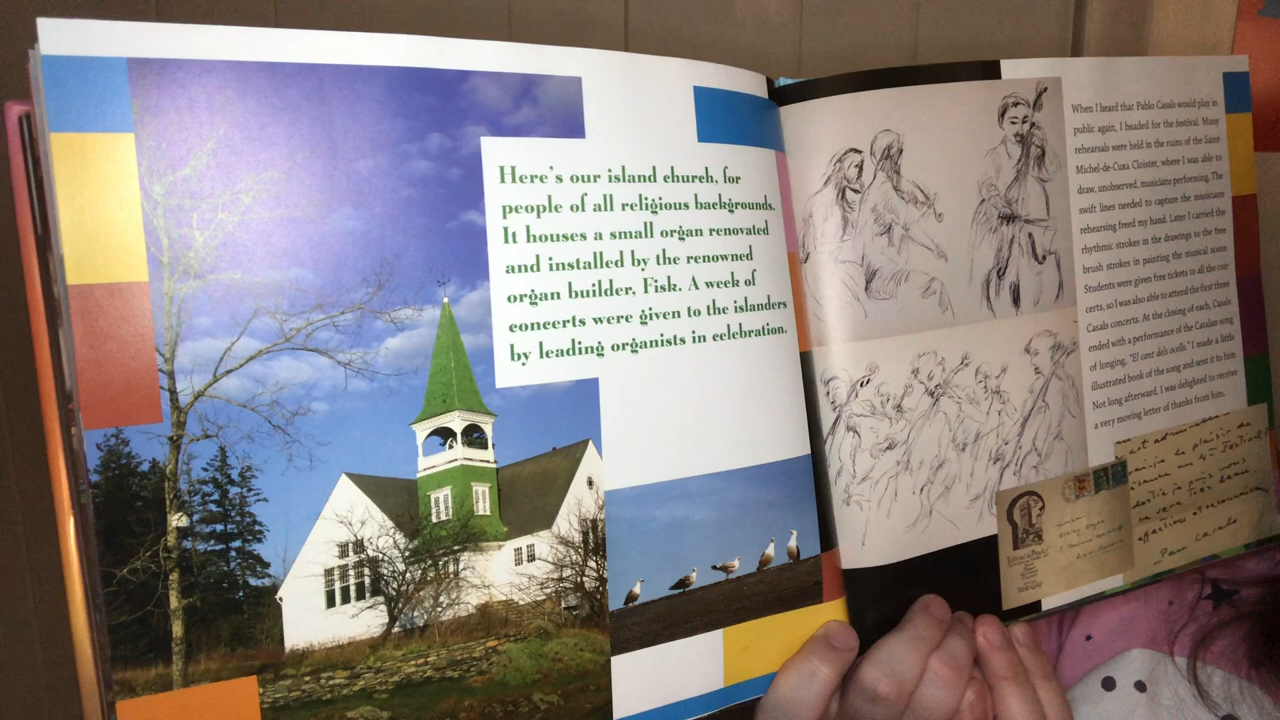 Here's our island church, for
people of all religious backgrounds.
It houses a small organ renovated
and installed by the renowned
organ builder, Fisk. A week of
concerts were given to the islanders
by leading organists in celebration.
When I heard that Pablo Casals would play in
public again, I headed for the festival. Many
rehearsals were held in the ruins of the Saint-
Michel-de-Cuxa Cloister, where I was able to
draw, unobserved, musicians performing. The
swift lines needed to capture the musicians
rehearsing freed my hand. Later I carried the
rhythmic strokes in the drawings to the free
brush strokes in painting the musical scene.
Students were given free tickets to all the con-
certs, so I was also able to attend the first three
Casals concerts. At the closing of each, Casals
ended with a performance of the Catalan song
of longing, "El cant dels ocells." I made a little
illustrated book of the song and sent it to him.
Not long afterward, I was delighted to receive
a very moving letter of thanks from him.